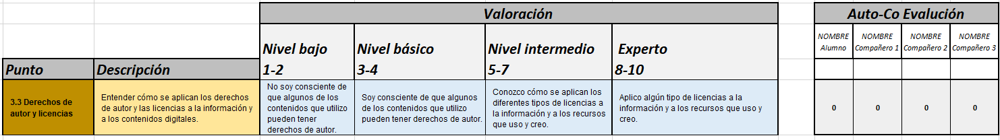 Valoración
Auto-Co Evalución
Nivel bajo
1-2
Nivel básico
3-4
Nivel intermedio
5-7
Experto
8-10
NOMBRE
Alumno
NOMBRE
Compañero 1
NOMBRE
Compañero 2
NOMBRE
Compañero 3
Punto
Descripción
3.3 Derechos de
autor y licencias
Entender cómo se aplican los derechos
de autor y las licencias a la información y
a los contenidos digitales.
No soy consciente de
que algunos de los
contenidos que utilizo
pueden tener
derechos de autor.
Soy consciente de que algunos
de los contenidos que utilizo
pueden tener derechos de autor.
Conozco cómo se aplican los
diferentes tipos de licencias a
la información y a los recursos
que uso y creo.
Aplico algún tipo de licencias a la
información y a los recursos que uso y
creo.
0
0
0
0